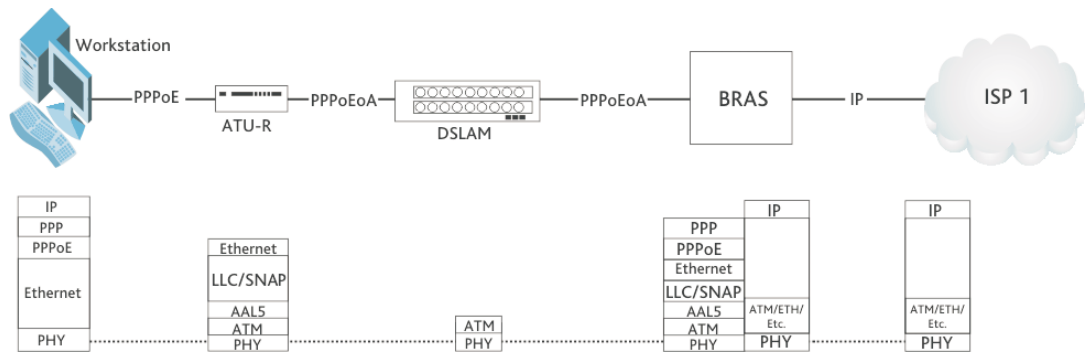 Workstation
PPPoE
ATU-R
PPPoEoA
DSLAM
PPPoEoA
BRAS
IP
ISP 1
IP
PPP
PPPoE
Ethernet
PHY
Ethernet
LLC/SNAP
AAL5
ATM
PHY
ATM
PHY
PPP
PPPoE
Ethernet
LLC/SNAP
AAL5
ATM
PHY
IP
ATM/ETH/
Etc.
PHY
IP
ATM/ETH/
Etc.
PHY